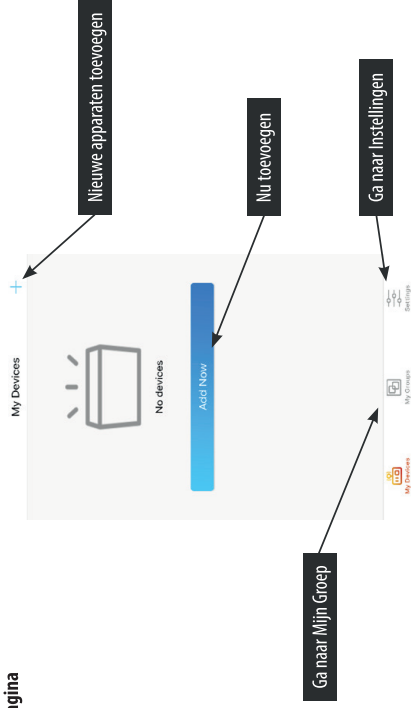 gina
My Devices
+
Nieuwe apparaten toevoegen
No devices
Add Now
Nu toevoegen
My Devices
My Groups
Settings
Ga naar Mijn Groep
Ga naar Instellingen